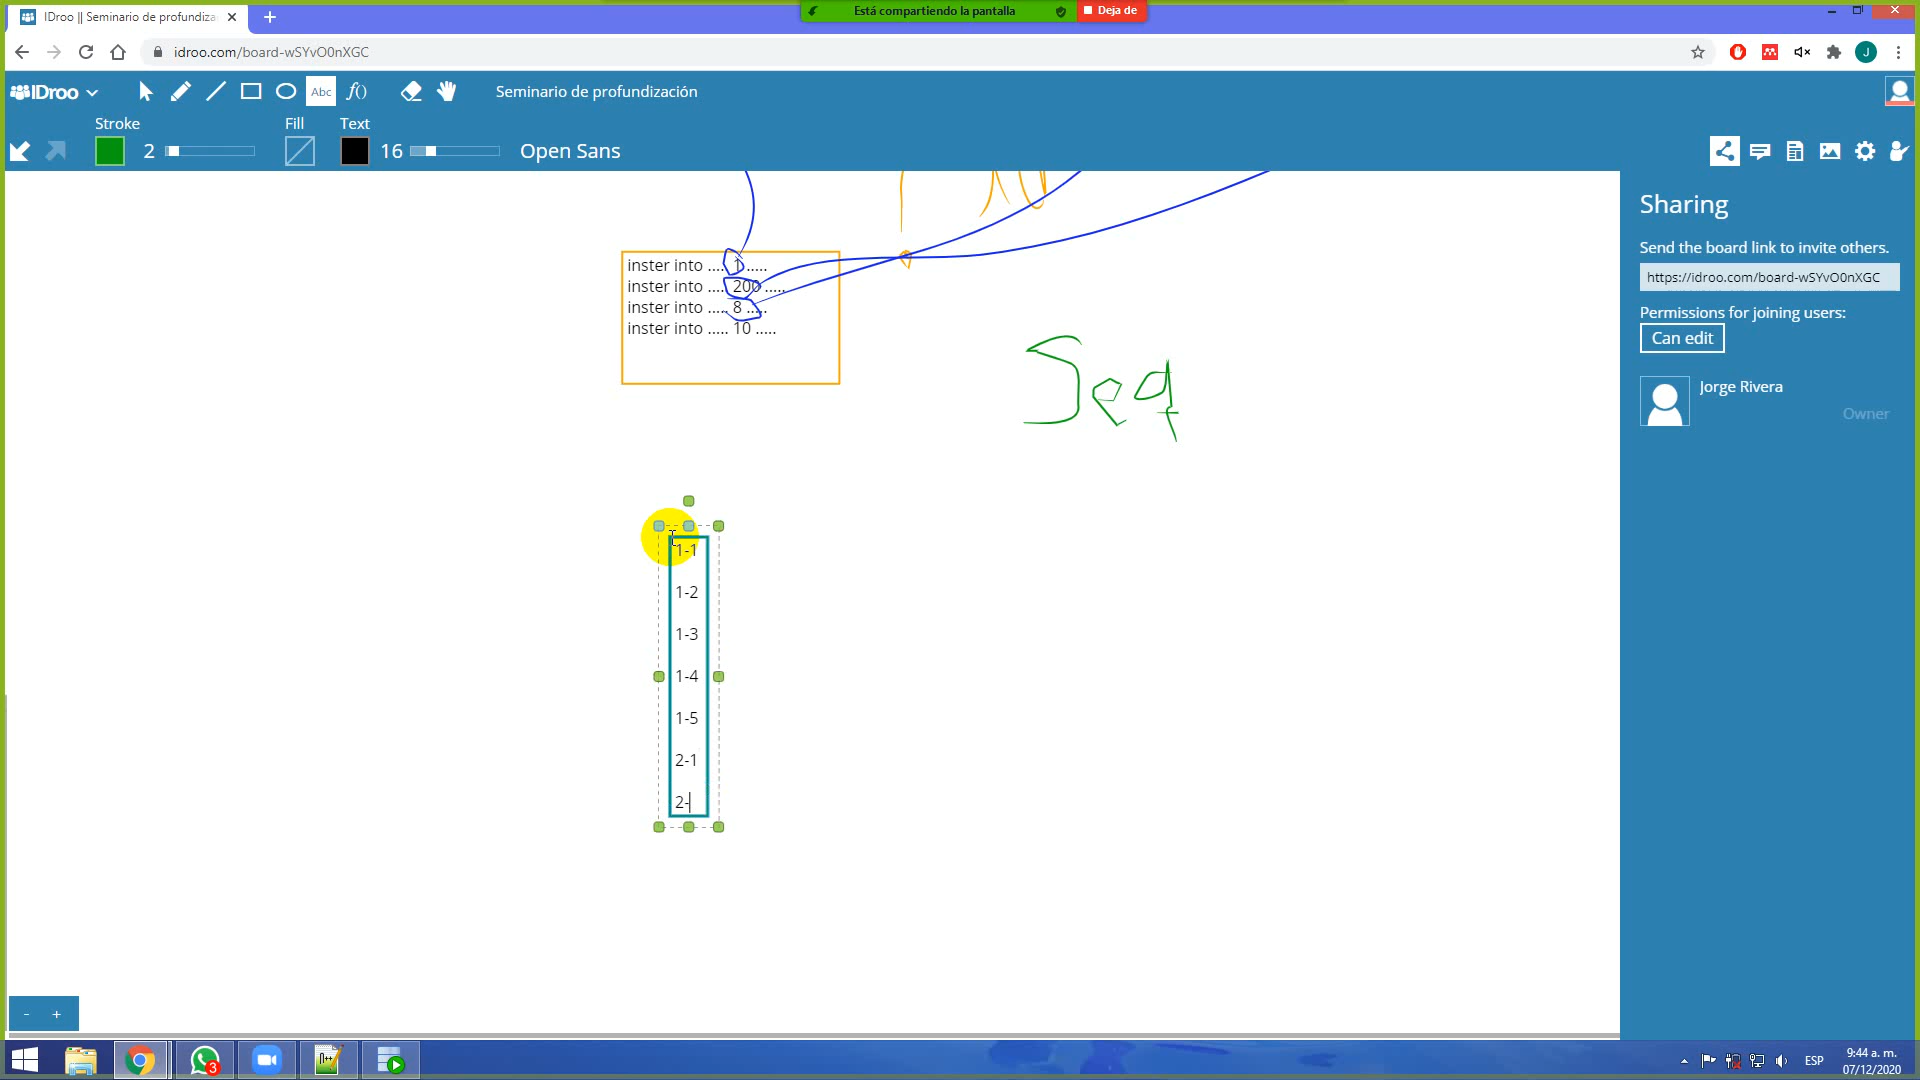 IDroo || Seminario de profundiza
Está compartiendo la pantalla
Deja de
idroo.com/board-wSYvO0nXGC
J
IDroo
Abc
f()
Seminario de profundización
Stroke
Fill
Text
2
16
Open Sans
Sharing
Send the board link to invite others.
https://idroo.com/board-wSYvO0nXGC
Permissions for joining users:
Can edit
Jorge Rivera
Owner
inster into ..... 1 .....
inster into ..... 200 .....
inster into ..... 8 .....
inster into ..... 10 .....
Seq
1-1
1-2
1-3
1-4
1-5
2-1
2-
- +
3
ESP
9:44 a. m.
07/12/2020